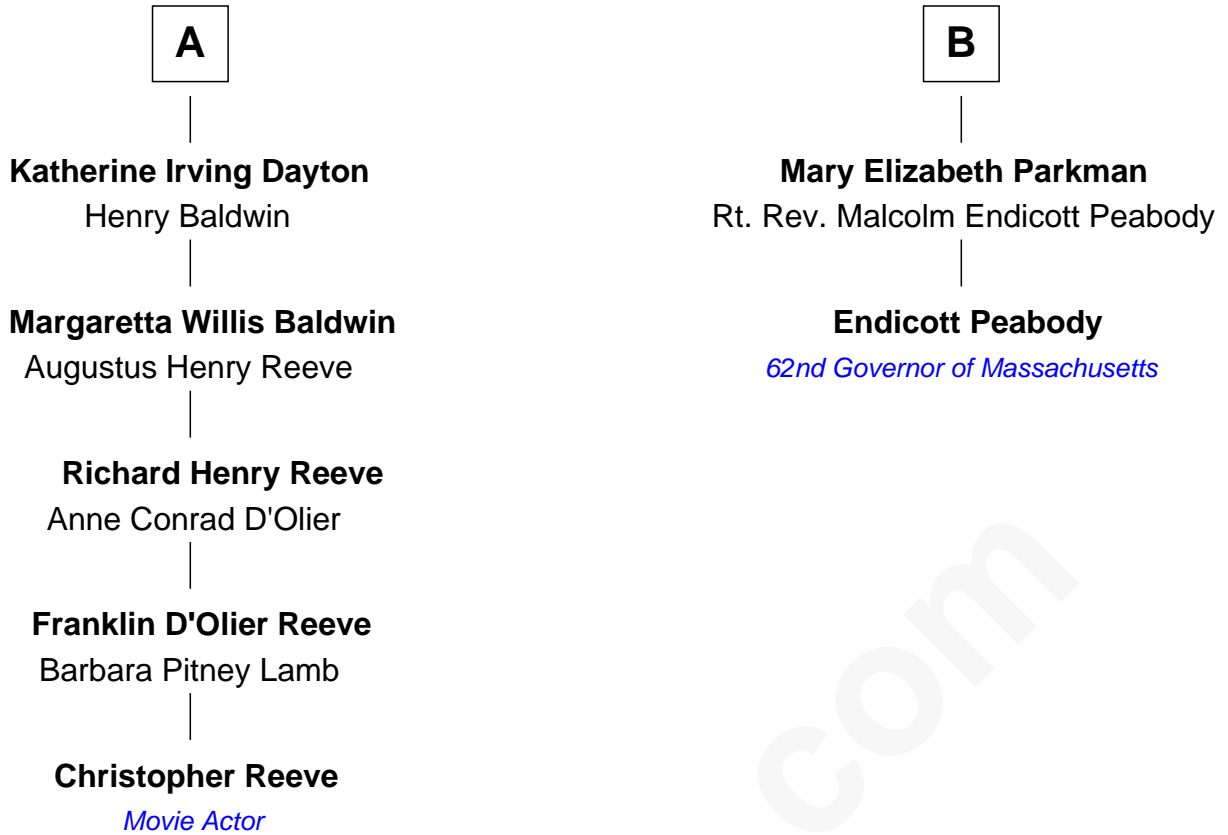 A
Katherine Irving Dayton
Henry Baldwin
Margaretta Willis Baldwin
Augustus Henry Reeve
Richard Henry Reeve
Anne Conrad D'Olier
Franklin D'Olier Reeve
Barbara Pitney Lamb
Christopher Reeve
Movie Actor
B
Mary Elizabeth Parkman
Rt. Rev. Malcolm Endicott Peabody
Endicott Peabody
62nd Governor of Massachusetts
com